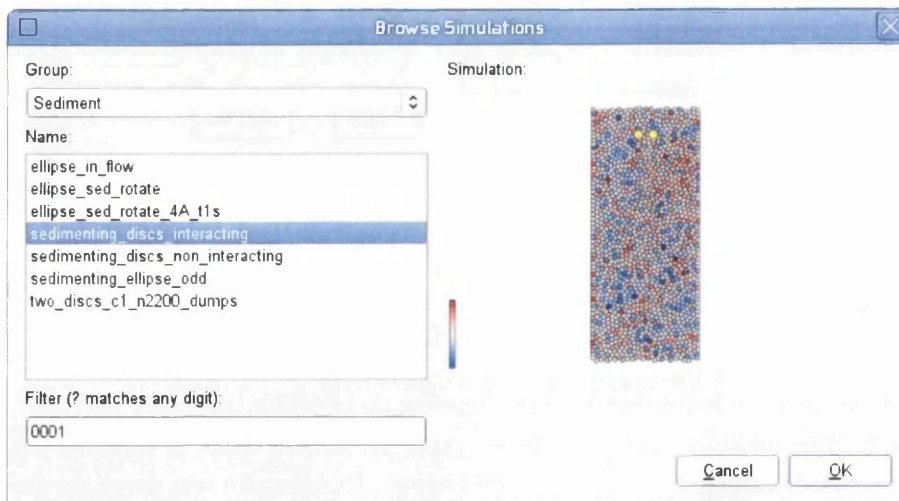 Browse Simulations
Group:
Sediment
Name:
ellipse_in_flow
ellipse_sed_rotate
ellipse_sed_rotate_4A_t1s
sedimenting_discs_interacting
sedimenting_discs_non_interacting
sedimenting_ellipse_odd
two_discs_c1_n2200_dumps
Filter (? matches any digit):
0001
Simulation:
Cancel
OK